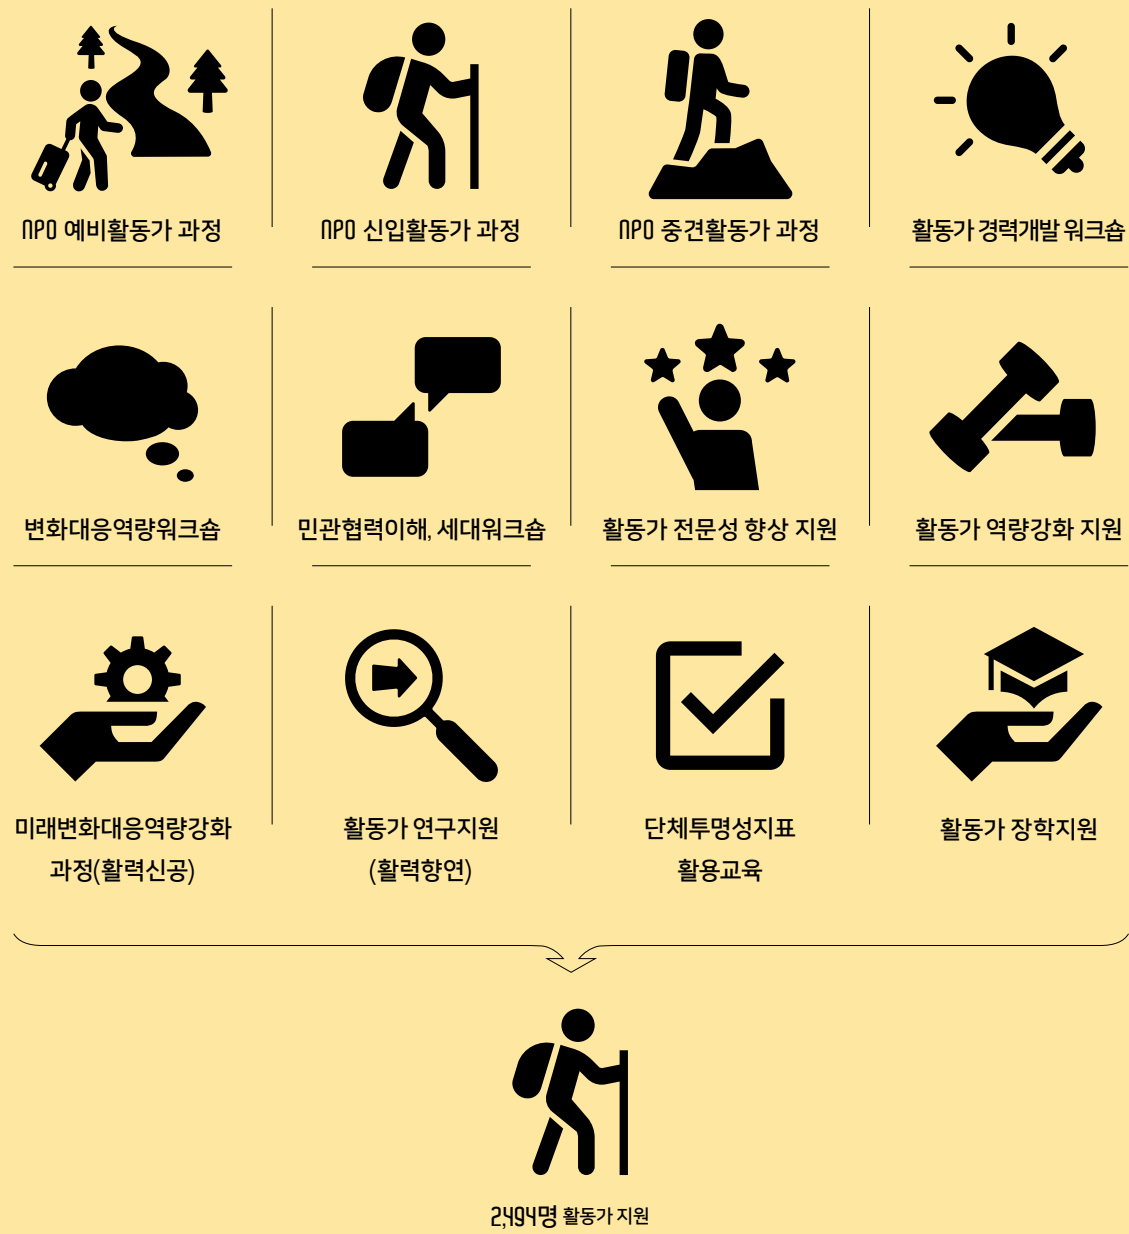 NPO 예비활동가 과정
NPO 신입활동가 과정
NPO 중견활동가 과정
활동가 경력개발 워크숍
변화대응역량워크숍
민관협력이해, 세대워크숍
활동가 전문성 향상 지원
활동가 역량강화 지원
미래변화대응역량강화
과정(활력신공)
활동가 연구지원
(활력향연)
단체투명성지표
활용교육
활동가 장학지원
2,494명 활동가 지원